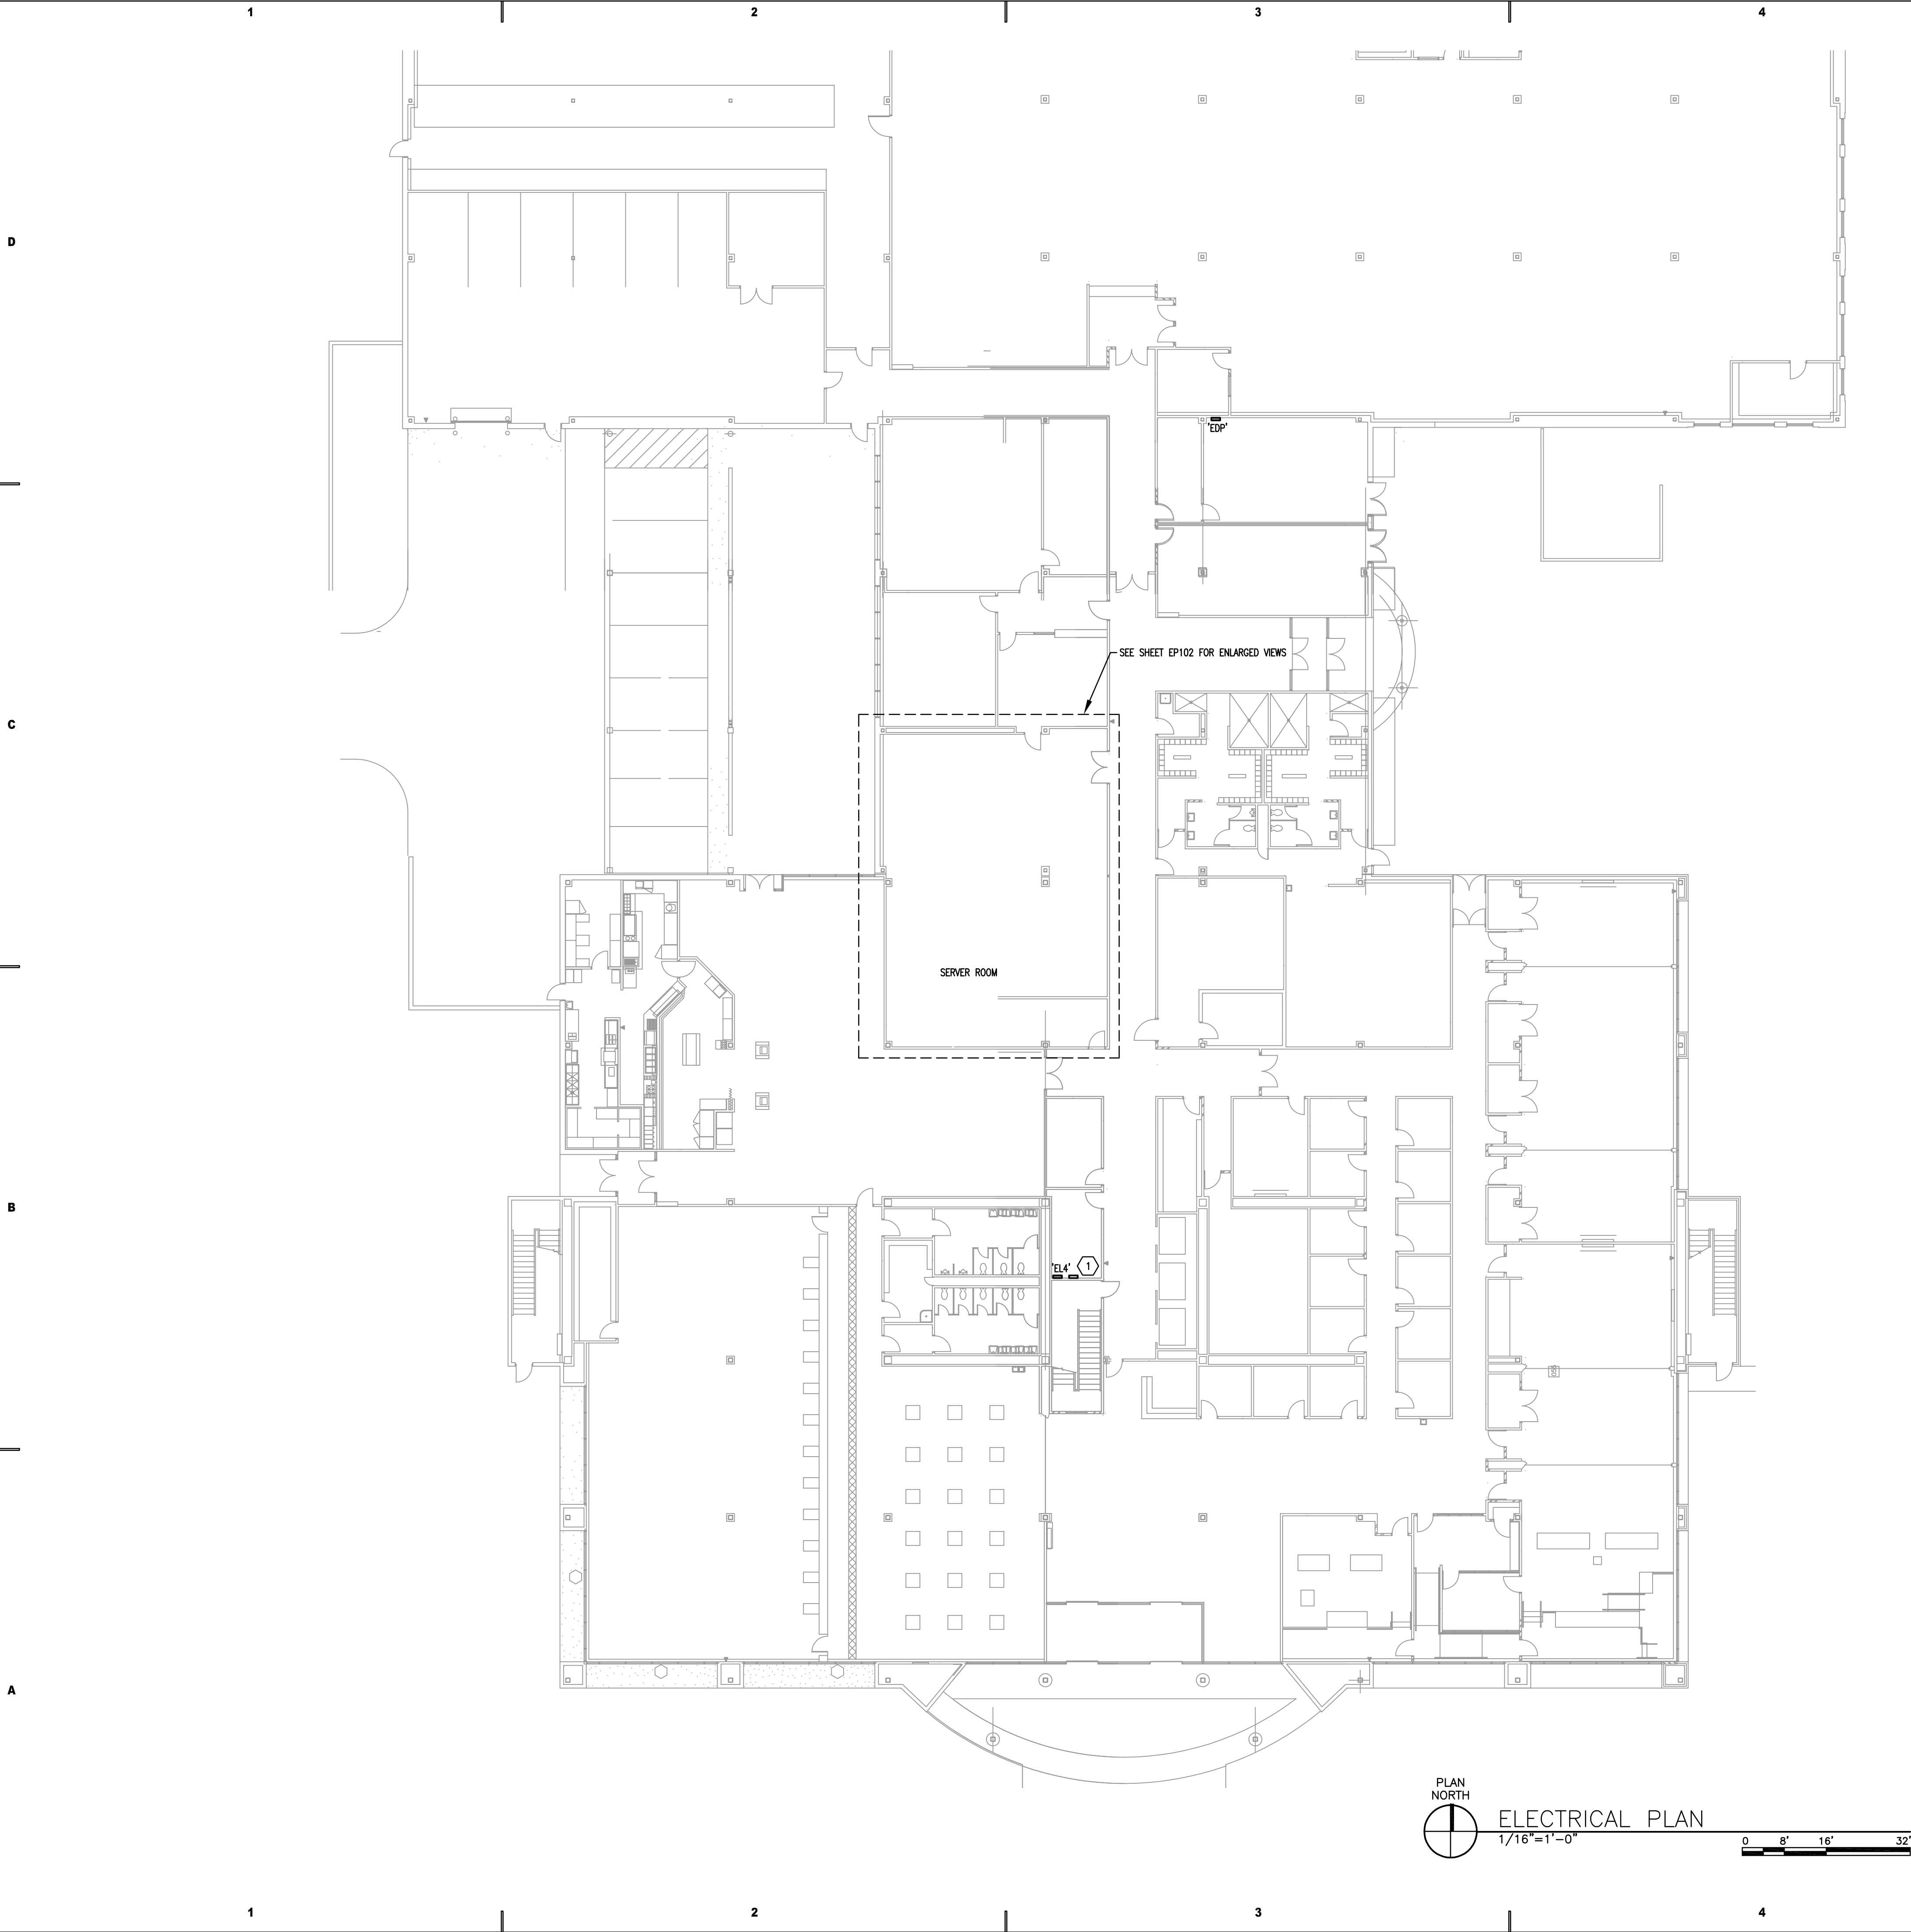 1 2 3 4
D
'EDP'
SEE SHEET EP102 FOR ENLARGED VIEWS
C
SERVER ROOM
B
'EL4' 1
A
PLAN
NORTH
ELECTRICAL PLAN
1/16"=1'-0"
0 8' 16' 32'
1 2 3 4